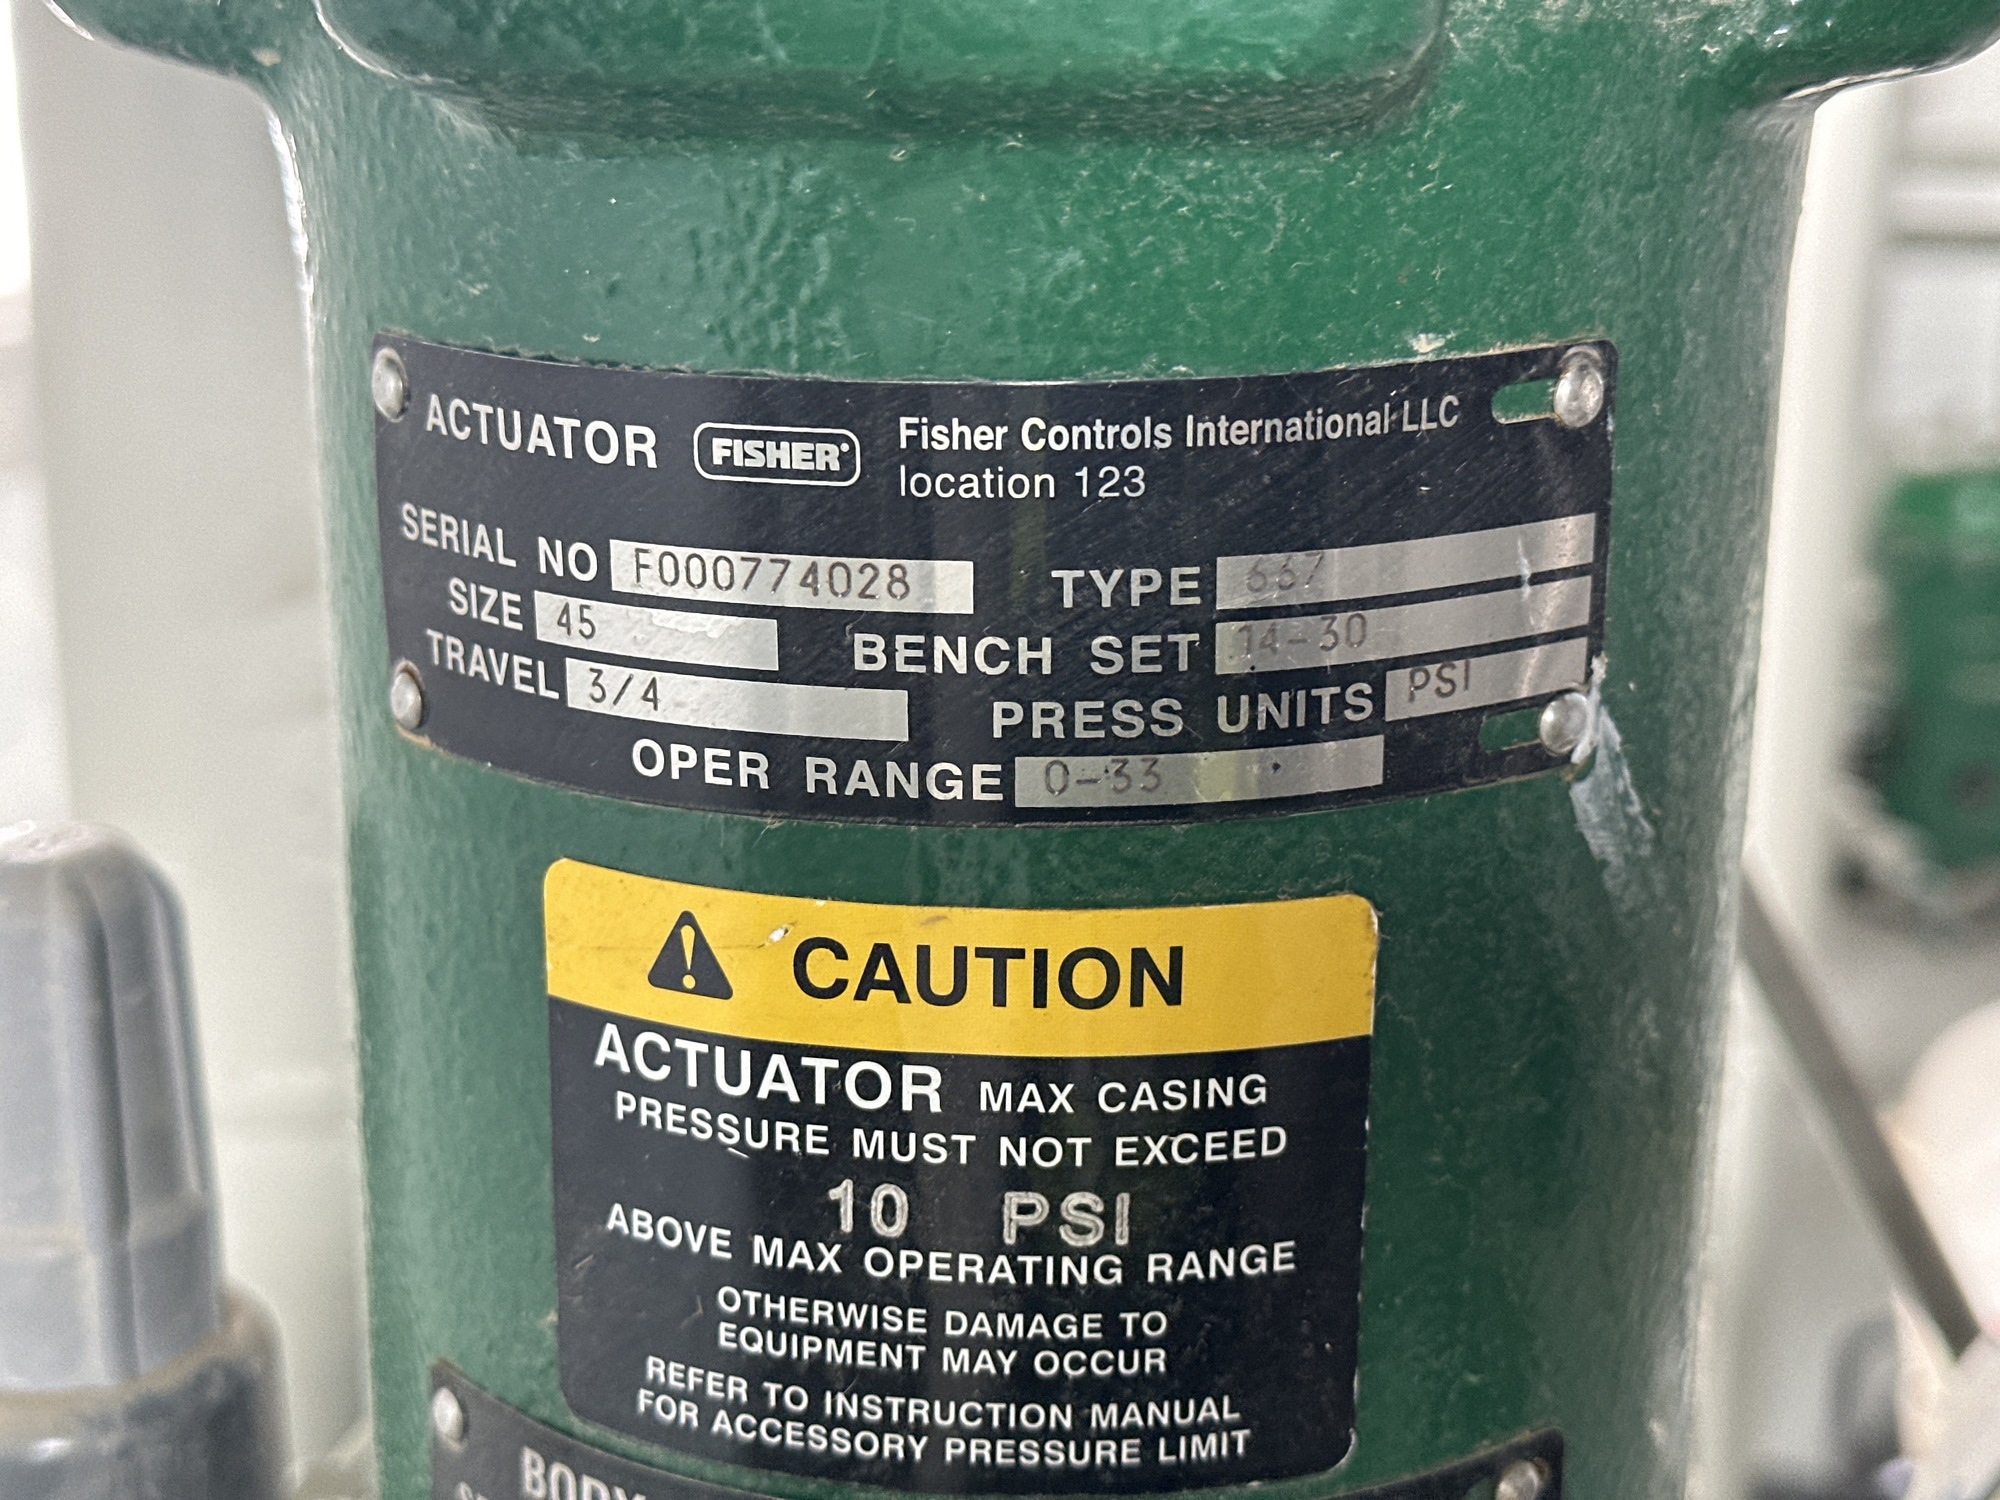 ACTUATOR FISHER® Fisher Controls International LLC
location 123
SERIAL NO F000774028 TYPE 667
SIZE 45 BENCH SET 14-30
TRAVEL 3/4 PRESS UNITS PSI
OPER RANGE 0-33
CAUTION
ACTUATOR MAX CASING
PRESSURE MUST NOT EXCEED
10 PSI
ABOVE MAX OPERATING RANGE
OTHERWISE DAMAGE TO
EQUIPMENT MAY OCCUR
REFER TO INSTRUCTION MANUAL
FOR ACCESSORY PRESSURE LIMIT
BODY